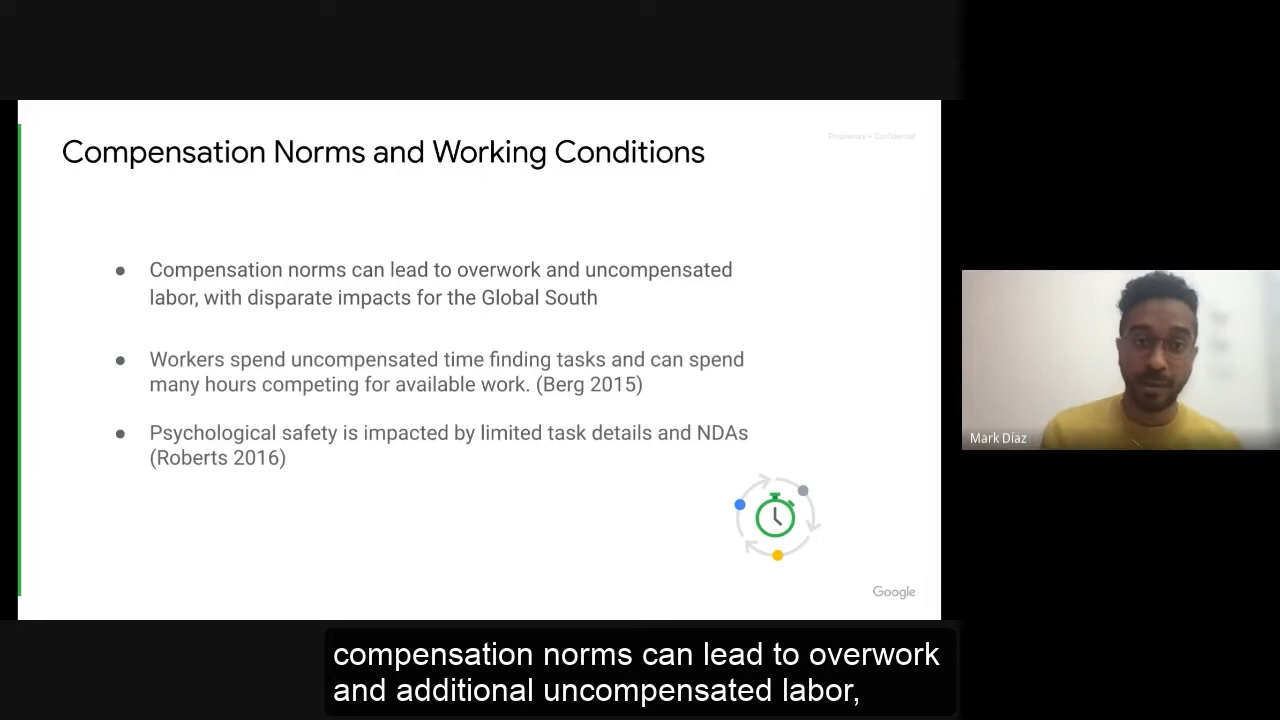 Proprietary + Confidential
Compensation Norms and Working Conditions
● Compensation norms can lead to overwork and uncompensated
labor, with disparate impacts for the Global South
● Workers spend uncompensated time finding tasks and can spend
many hours competing for available work. (Berg 2015)
● Psychological safety is impacted by limited task details and NDAs
(Roberts 2016)
Google
Mark Díaz
compensation norms can lead to overwork
and additional uncompensated labor,